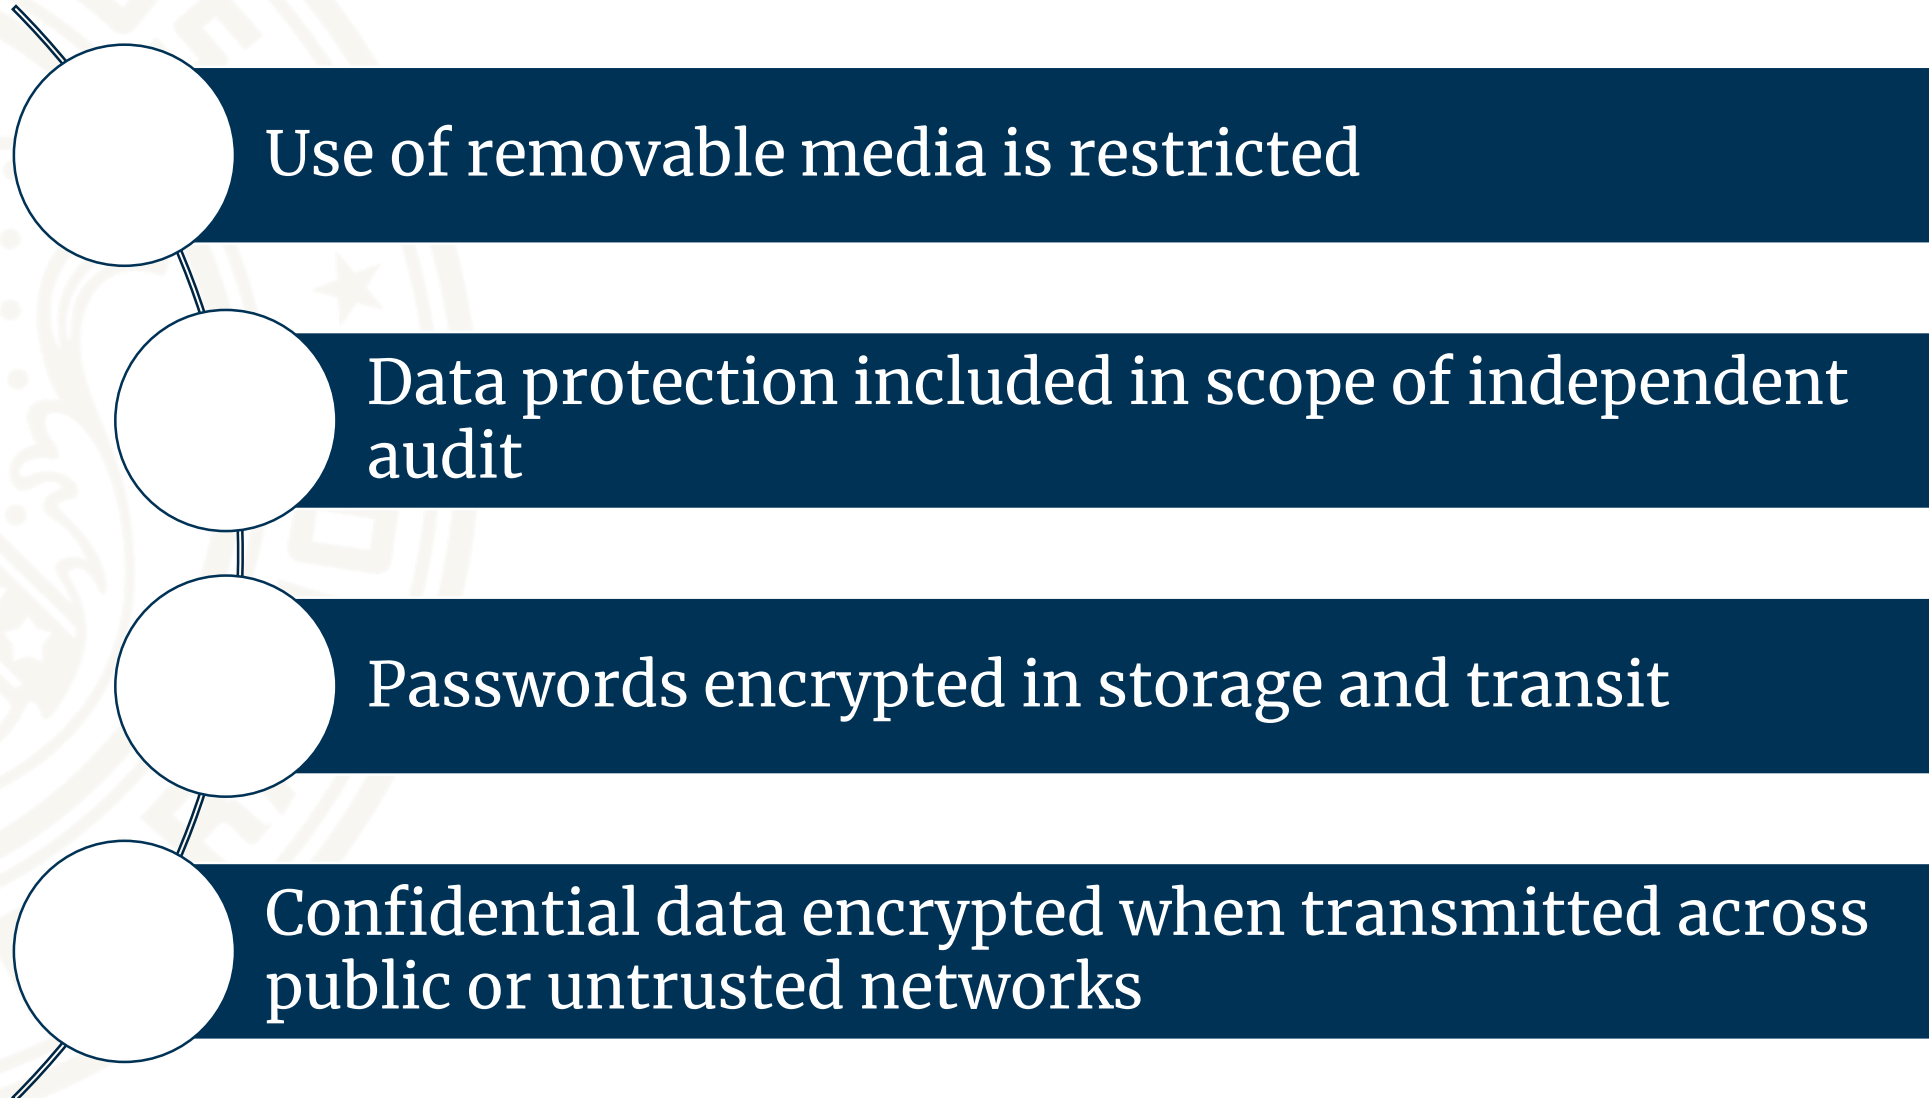 Use of removable media is restricted
Data protection included in scope of independent
audit
Passwords encrypted in storage and transit
Confidential data encrypted when transmitted across
public or untrusted networks